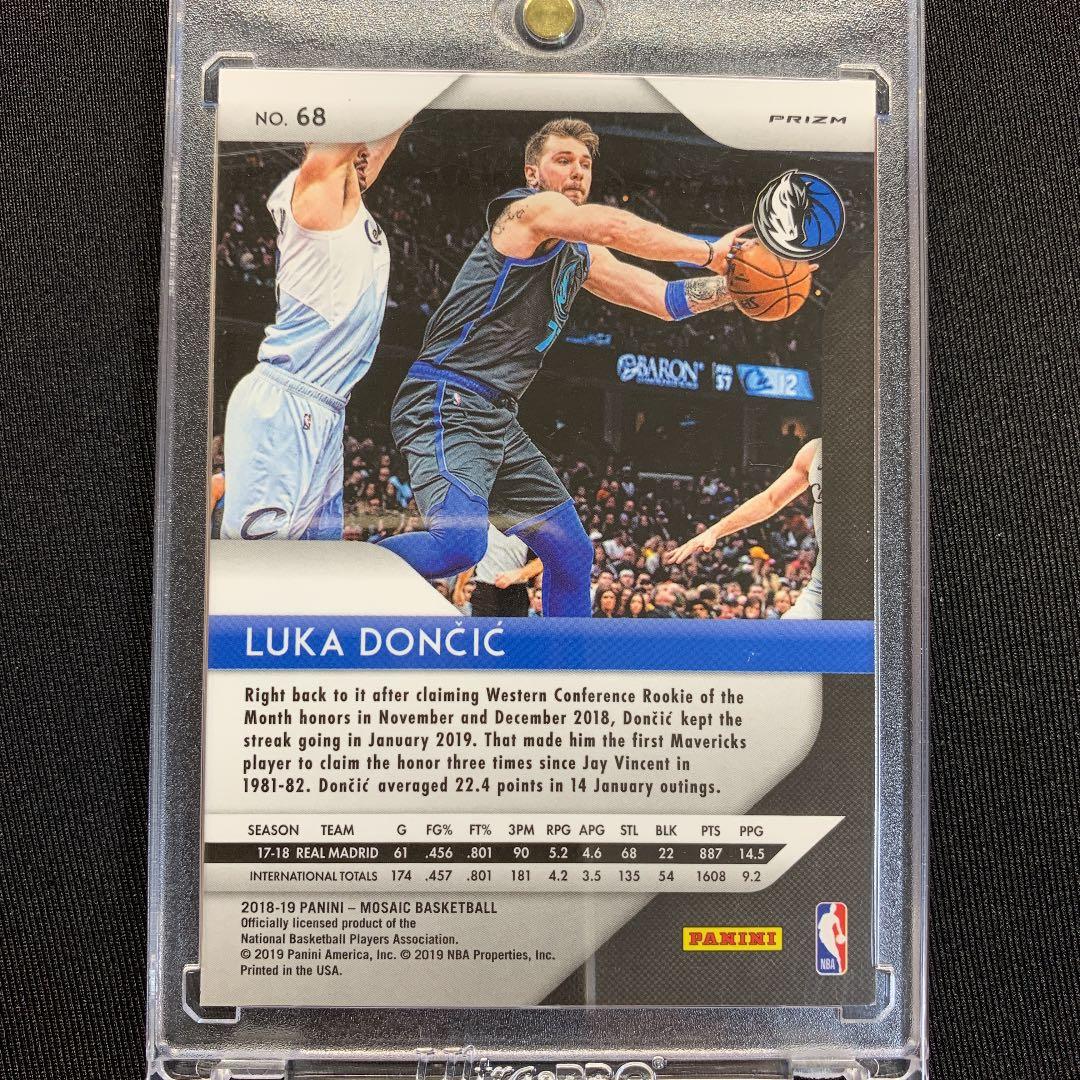 NO. 68
PRIZM
BARON
37
12
LUKA DONČIĆ
Right back to it after claiming Western Conference Rookie of the
Month honors in November and December 2018, Dončić kept the
streak going in January 2019. That made him the first Mavericks
player to claim the honor three times since Jay Vincent in
1981-82. Dončić averaged 22.4 points in 14 January outings.
SEASON TEAM G FG% FT% 3PM RPG APG STL BLK PTS PPG
17-18 REAL MADRID 61 .456 .801 90 5.2 4.6 68 22 887 14.5
INTERNATIONAL TOTALS 174 .457 .801 181 4.2 3.5 135 54 1608 9.2
2018-19 PANINI – MOSAIC BASKETBALL
Officially licensed product of the
National Basketball Players Association.
© 2019 Panini America, Inc. © 2019 NBA Properties, Inc.
Printed in the USA.
PANINI
NBA
Ultra PRO®